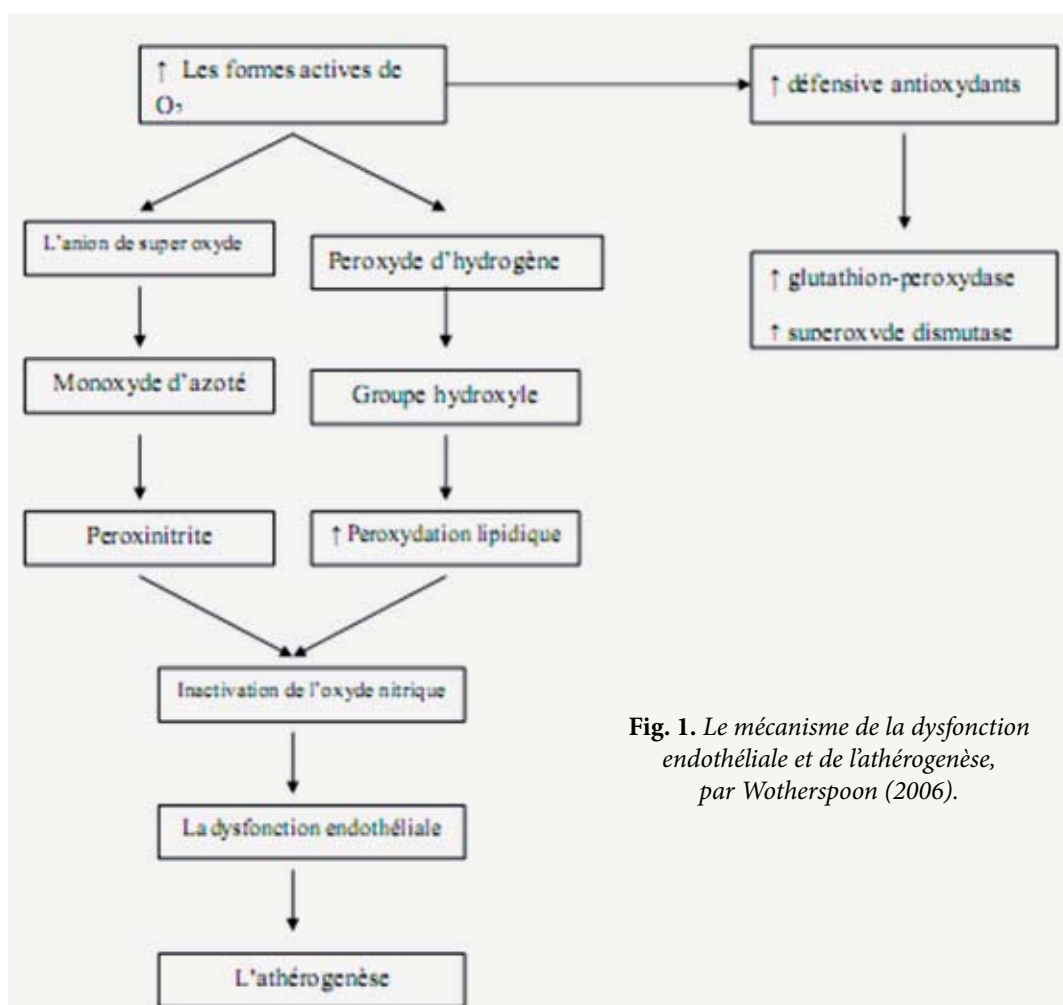 ↑ Les formes actives de
O₂
↑ défensive antioxydants
L'anion de super oxyde
Peroxyde d'hydrogène
↑ glutathion-peroxydase
↑ superoxyde dismutase
Monoxyde d'azoté
Groupe hydroxyle
Peroxinitrite
↑ Peroxydation lipidique
Inactivation de l'oxyde nitrique
La dysfonction endothéliale
L'athérogenèse
Fig. 1. Le mécanisme de la dysfonction
endothéliale et de l'athérogenèse,
par Wotherspoon (2006).